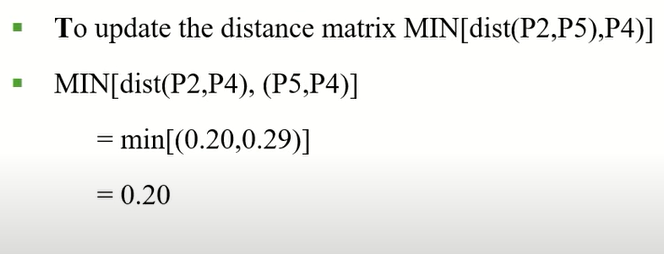 ▪ To update the distance matrix MIN[dist(P2,P5),P4)]
▪ MIN[dist(P2,P4), (P5,P4)]
= min[(0.20,0.29)]
= 0.20